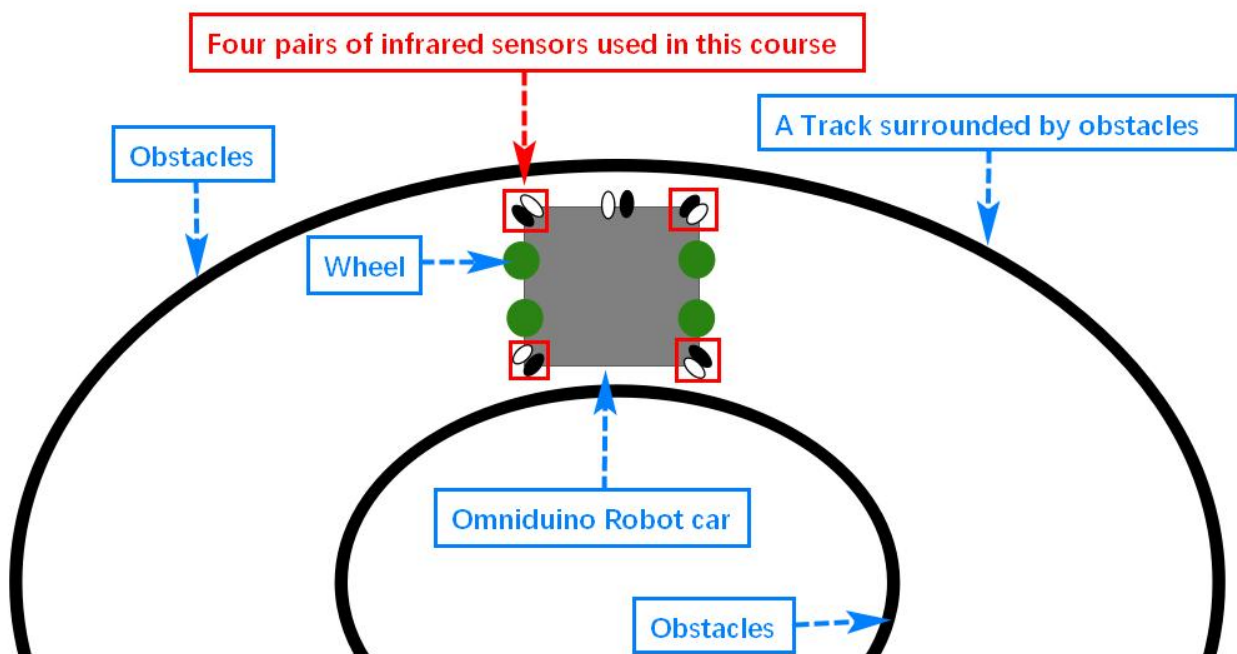 Four pairs of infrared sensors used in this course
A Track surrounded by obstacles
Obstacles
Wheel
Omniduino Robot car
Obstacles